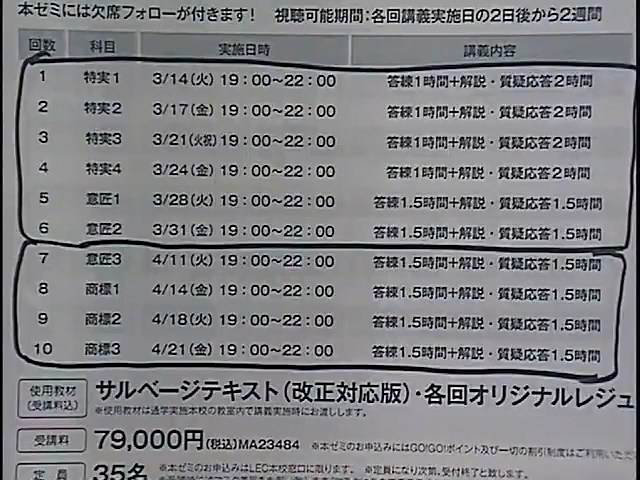 本ゼミには欠席フォローが付きます! 視聴可能期間:各回講義実施日の2日後から2週間
回数 科目 実施日時 講義内容
1 特実1 3/14(火) 19:00〜22:00 答練1時間+解説・質疑応答2時間
2 特実2 3/17(金) 19:00〜22:00 答練1時間+解説・質疑応答2時間
3 特実3 3/21(火祝) 19:00〜22:00 答練1時間+解説・質疑応答2時間
4 特実4 3/24(金) 19:00〜22:00 答練1時間+解説・質疑応答2時間
5 意匠1 3/28(火) 19:00〜22:00 答練1.5時間+解説・質疑応答1.5時間
6 意匠2 3/31(金) 19:00〜22:00 答練1.5時間+解説・質疑応答1.5時間
7 意匠3 4/11(火) 19:00〜22:00 答練1.5時間+解説・質疑応答1.5時間
8 商標1 4/14(金) 19:00〜22:00 答練1.5時間+解説・質疑応答1.5時間
9 商標2 4/18(火) 19:00〜22:00 答練1.5時間+解説・質疑応答1.5時間
10 商標3 4/21(金) 19:00〜22:00 答練1.5時間+解説・質疑応答1.5時間
使用教材(受講料込) サルベージテキスト(改正対応版)・各回オリジナルレジュ
※使用教材は通学実施本校の教室内で講義実施時にお渡しします。
受講料 79,000円(税込)MA23484 ※本ゼミのお申込みにはGO!GO!ポイント及び一切の割引制度はご利用いただ
定員 35名 ※本ゼミのお申込みはLEC本校窓口に限ります。 ※定員になり次第、受付終了と致します。